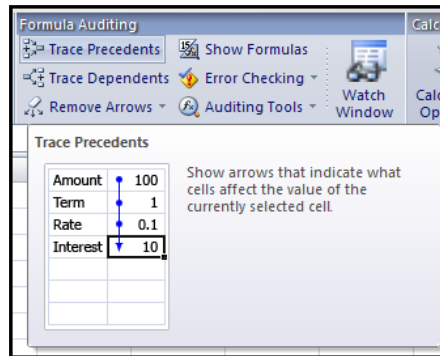 Formula Auditing Calc
Trace Precedents Show Formulas
Trace Dependents Error Checking
Remove Arrows Auditing Tools
Watch Window
Calc
Op
Trace Precedents
Show arrows that indicate what
cells affect the value of the
currently selected cell.
Amount 100
Term 1
Rate 0.1
Interest 10